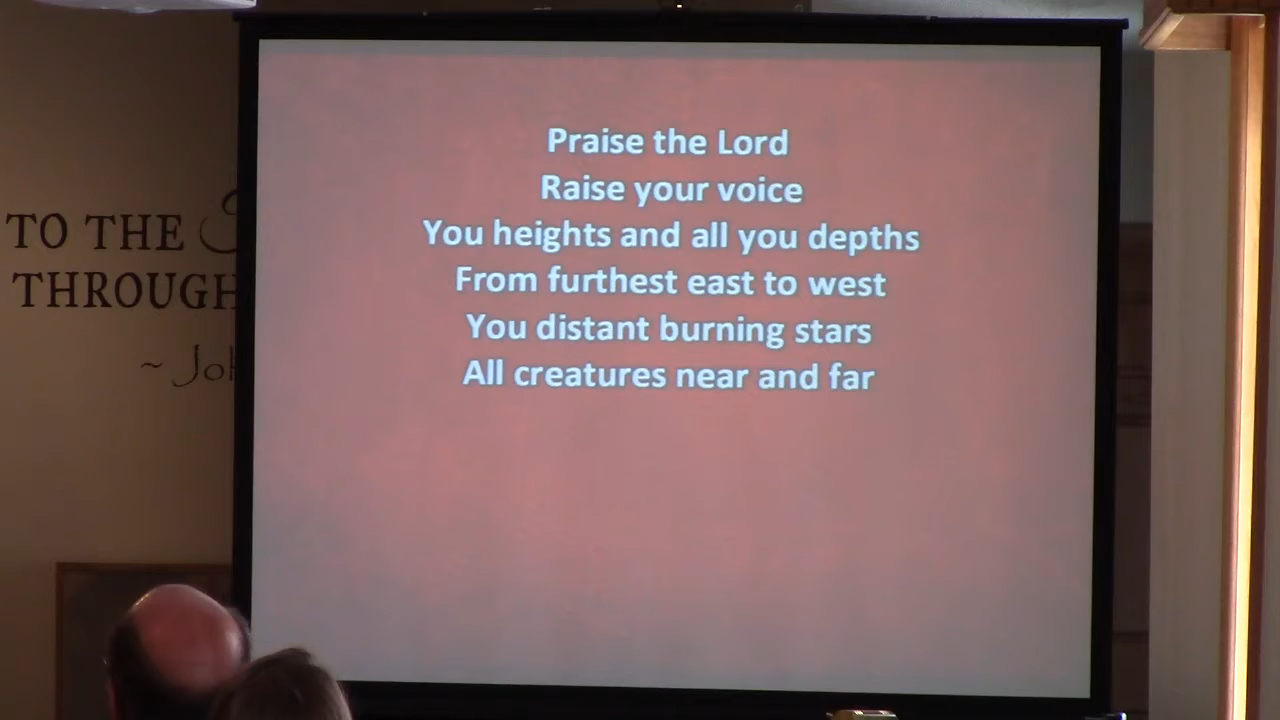 Praise the Lord
Raise your voice
You heights and all you depths
From furthest east to west
You distant burning stars
All creatures near and far
TO THE
THROUGH
~